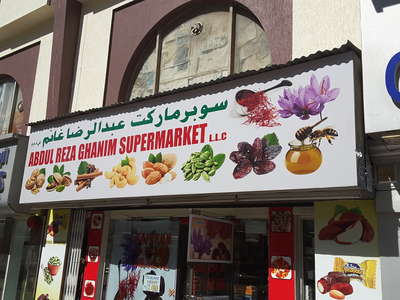 سوبرماركت عبدالرضا غانم ش.ذ.م.م
ABDUL REZA GHANIM SUPERMARKET L.L.C